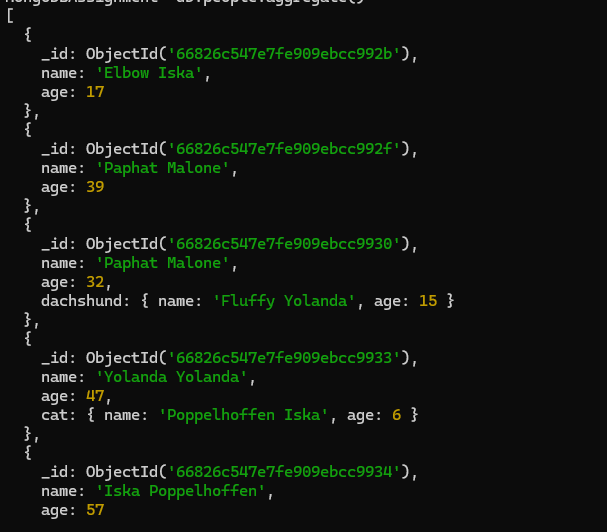 MongoDBAssignment> db.people.aggregate()
[
  {
    _id: ObjectId('66826c547e7fe909ebcc992b'),
    name: 'Elbow Iska',
    age: 17
  },
  {
    _id: ObjectId('66826c547e7fe909ebcc992f'),
    name: 'Paphat Malone',
    age: 39
  },
  {
    _id: ObjectId('66826c547e7fe909ebcc9930'),
    name: 'Paphat Malone',
    age: 32,
    dachshund: { name: 'Fluffy Yolanda', age: 15 }
  },
  {
    _id: ObjectId('66826c547e7fe909ebcc9933'),
    name: 'Yolanda Yolanda',
    age: 47,
    cat: { name: 'Poppelhoffen Iska', age: 6 }
  },
  {
    _id: ObjectId('66826c547e7fe909ebcc9934'),
    name: 'Iska Poppelhoffen',
    age: 57